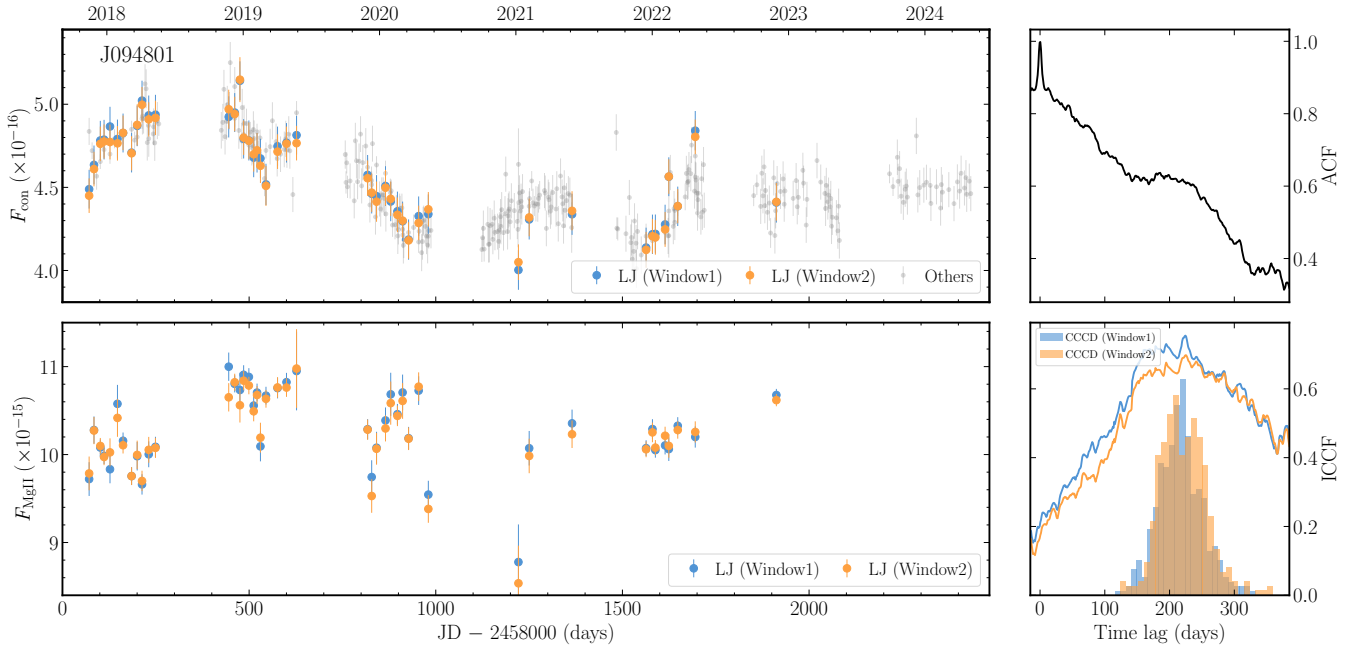 2018 2019 2020 2021 2022 2023 2024
J094801
5.0
4.5
4.0
F_con (×10⁻¹⁶)
LJ (Window1) LJ (Window2) Others
1.0
0.8
0.6
0.4
ACF
11
10
9
F_MgII (×10⁻¹⁵)
LJ (Window1) LJ (Window2)
0 500 1000 1500 2000
JD − 2458000 (days)
CCCD (Window1)
CCCD (Window2)
0.6
0.4
0.2
0.0
ICCF
0 100 200 300
Time lag (days)